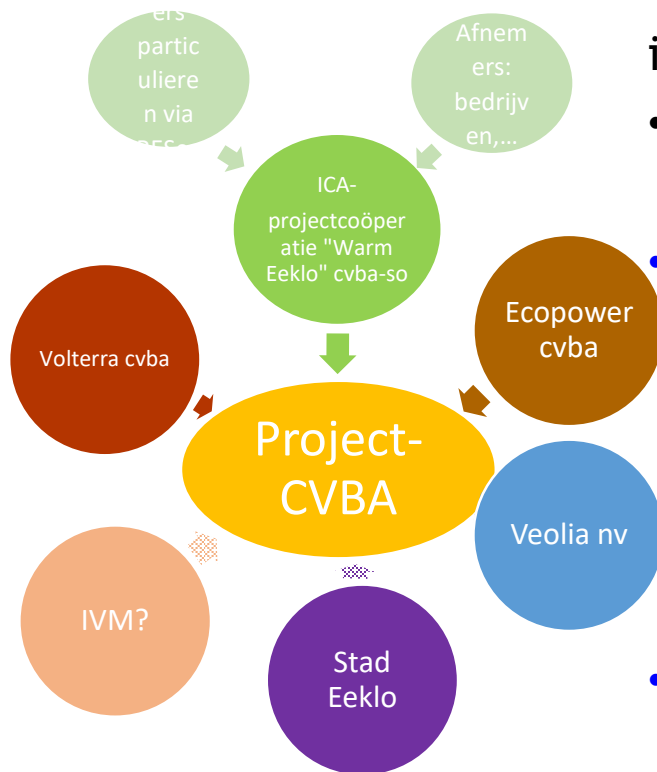 ers
partic
uliere
n via
Afnem
ers:
bedrijv
en,...
i
•
ICA-
projectcoöper
atie "Warm
Eeklo" cvba-so
•
Volterra cvba
Ecopower
cvba
Project-
CVBA
Veolia nv
IVM?
Stad
Eeklo
•